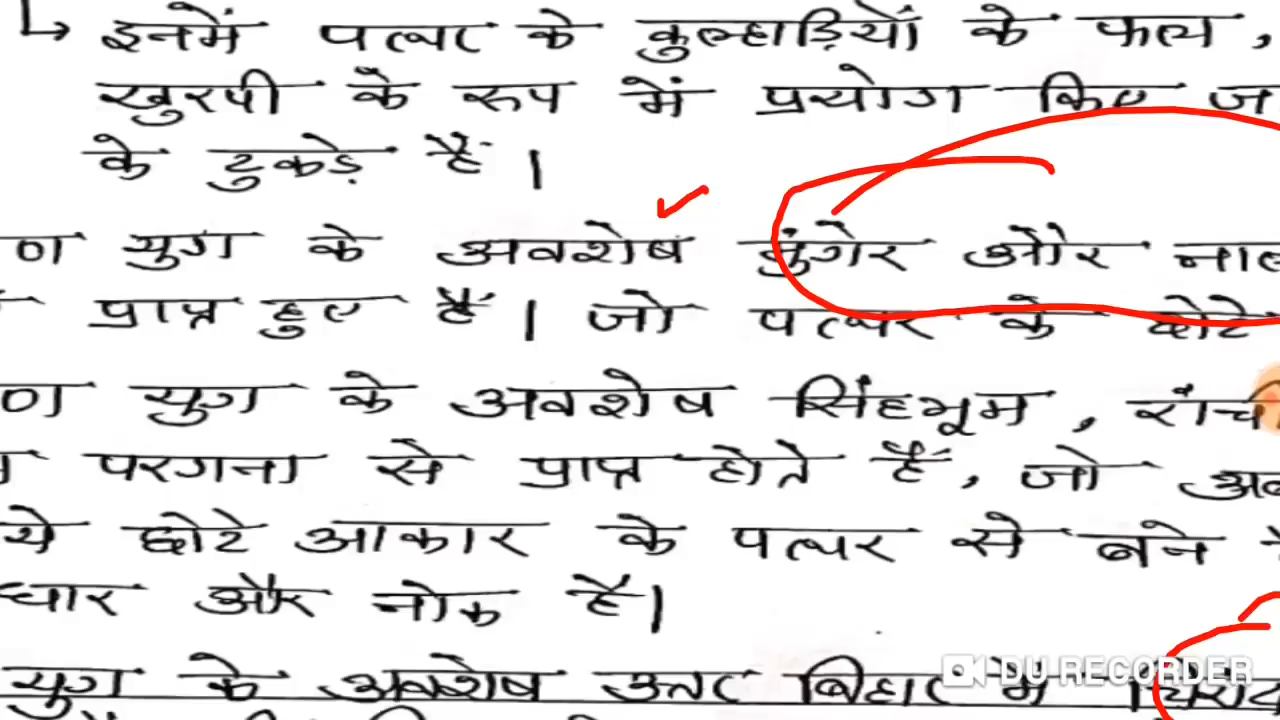 ↳ इनमें पत्थर के कुल्हाड़ियों के फाल,
खुरपी के रूप में प्रयोग किए ज
के टुकड़े हैं।
ण युग के अवशेष मुंगेर और नाल
प्राप्त हुए हैं। जो पत्थर के छोटे
ण युग के अवशेष सिंहभूम, रांची
परगना से प्राप्त होते हैं, जो अव
ये छोटे आकार के पत्थर से बने
धार और नोक है।
युग के अवशेष उत्तर बिहार में
DU RECORDER